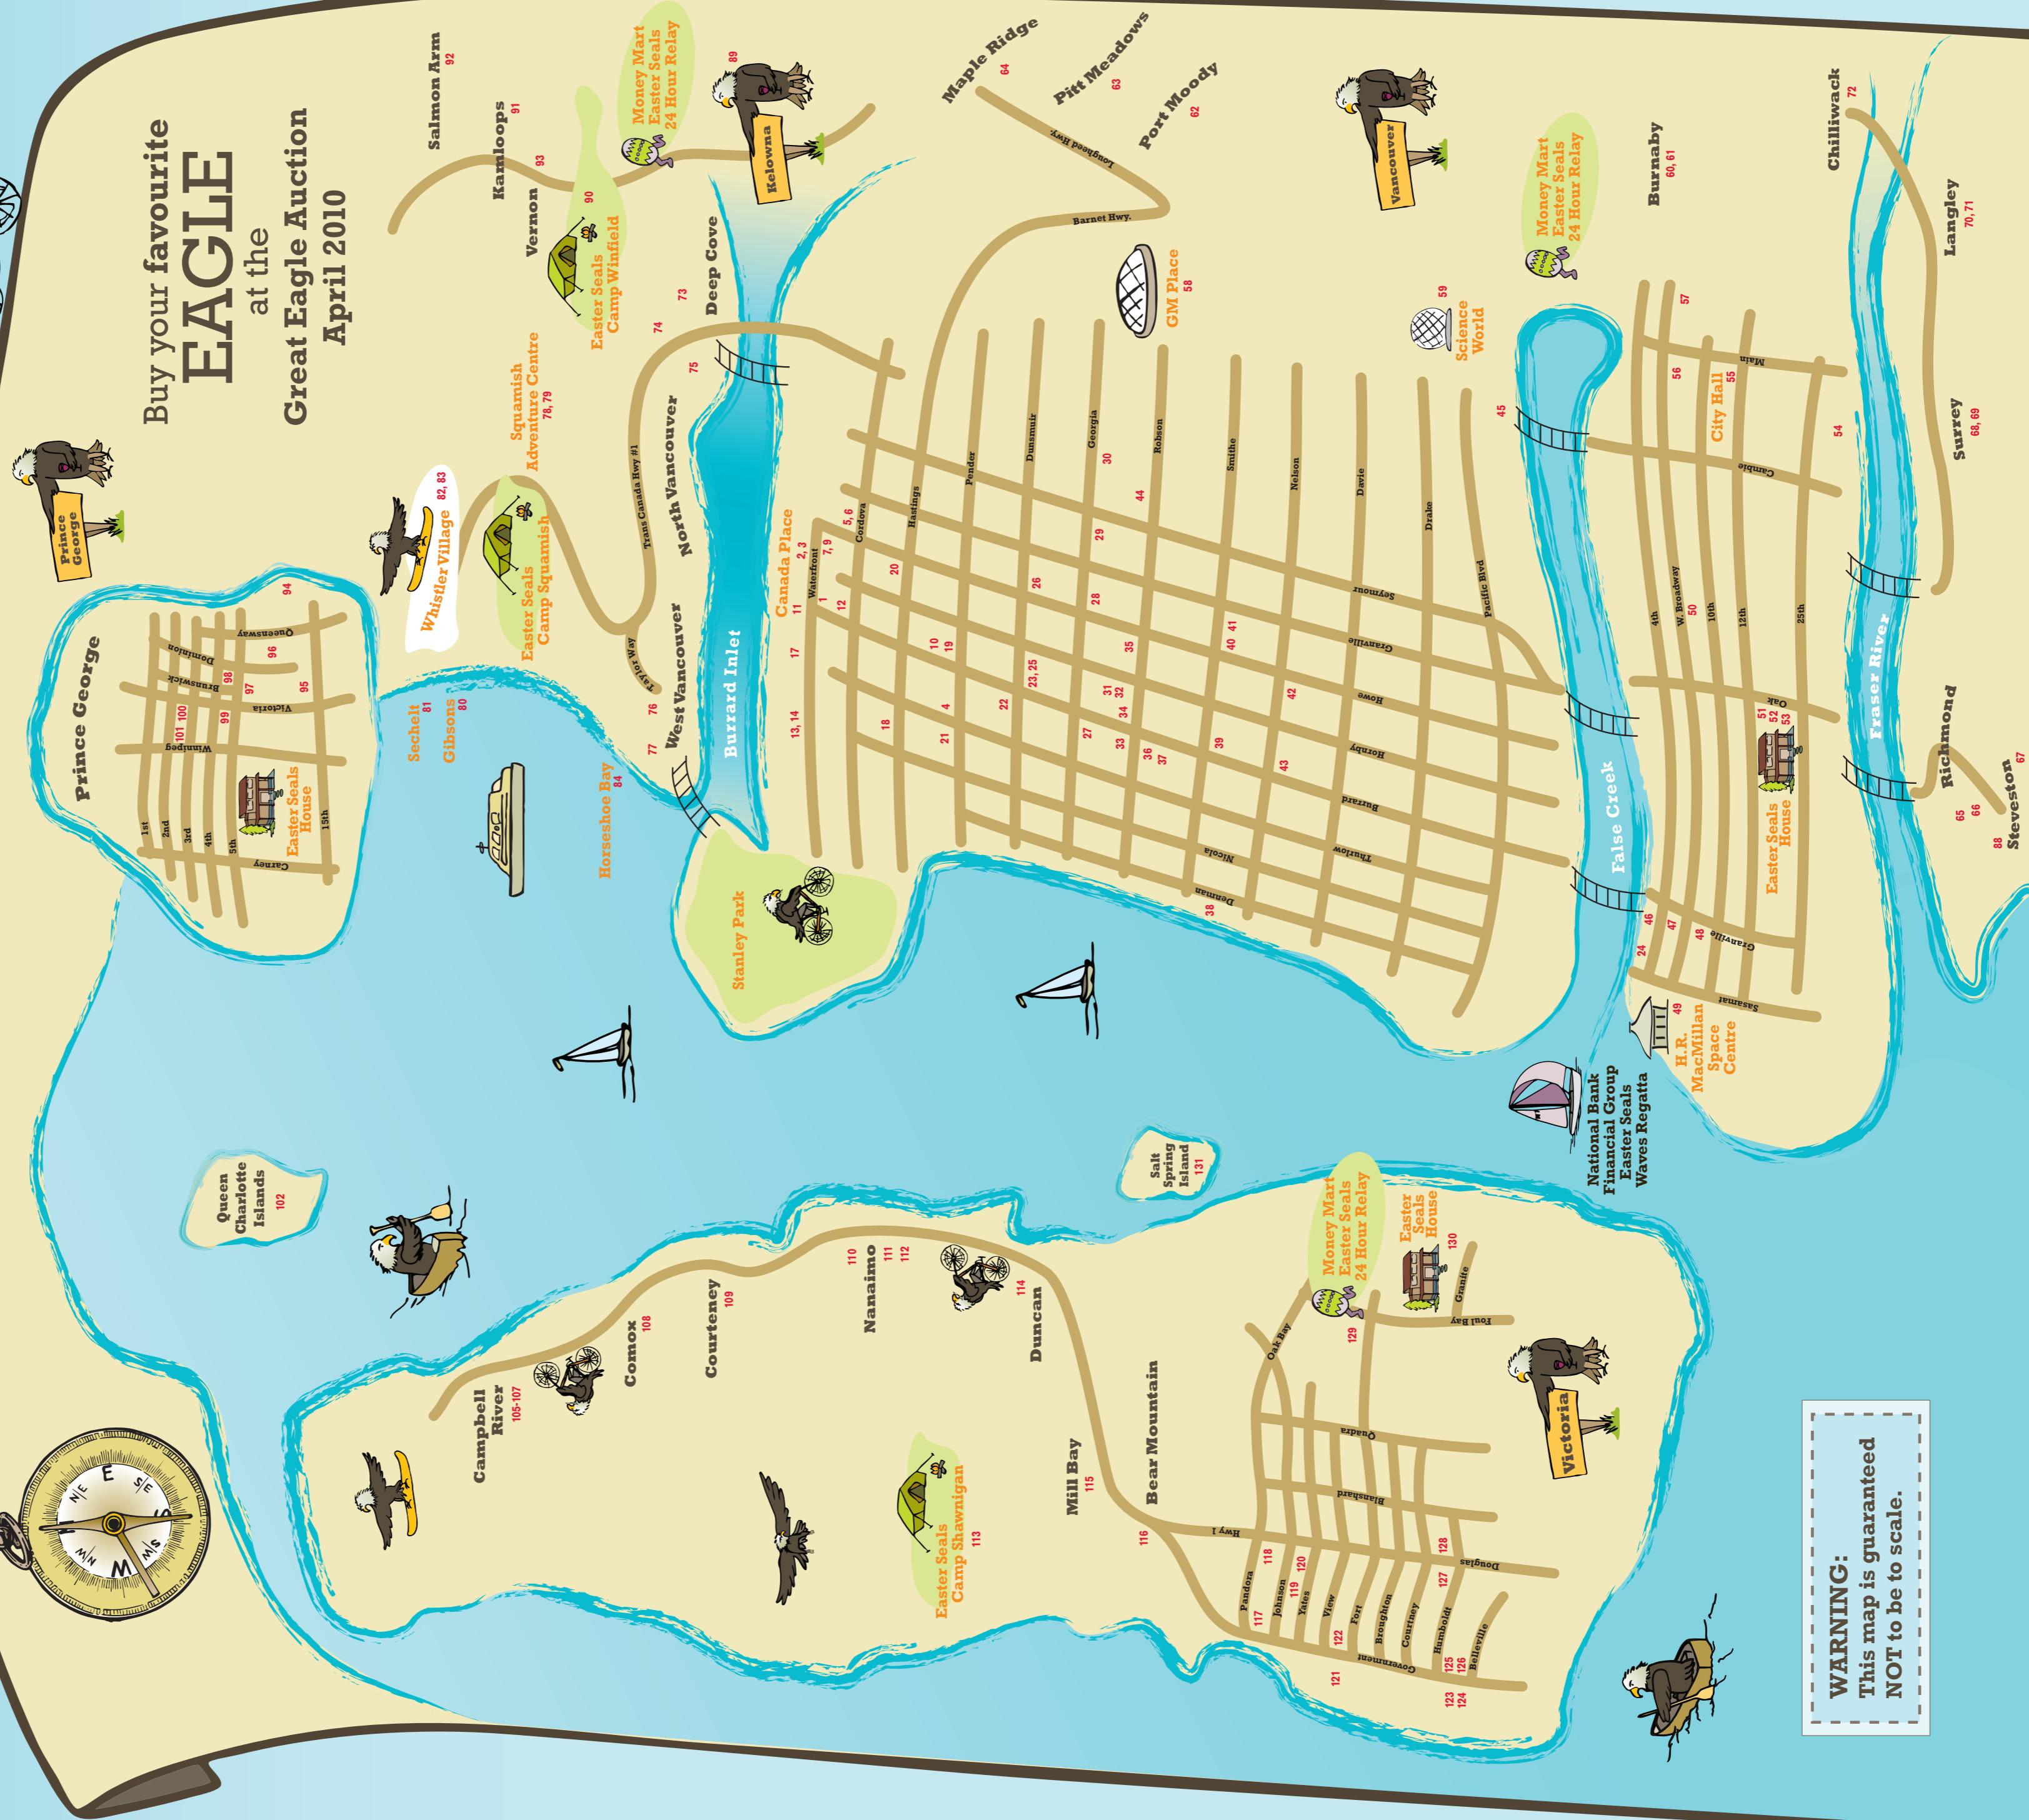 Buy your favourite
EAGLE
at the
Great Eagle Auction
April 2010
Prince
George
Prince George
1st
2nd
3rd
4th
5th
15th
Carney
Winnipeg
Victoria
Brunswick
Dominion
Queensway
94
95
96
97
98
99
101 100
Easter Seals
House
Salmon Arm
92
Kamloops
91
93
Vernon
90
Easter Seals
Camp Winfield
Money Mart
Easter Seals
24 Hour Relay
89
Kelowna
Squamish
Adventure Centre
78, 79
Whistler Village 82, 83
Easter Seals
Camp Squamish
Sechelt
81
Gibsons
80
Horseshoe Bay
84
Taylor Way
Trans Canada Hwy #1
Deep Cove
73
74
75
North Vancouver
West Vancouver
76
77
Burrard Inlet
Stanley Park
Canada Place
2, 3
7, 9
5, 6
1
11
12
17
13, 14
Waterfront
Cordova
Hastings
Pender
Dunsmuir
Georgia
Robson
Smithe
Nelson
Davie
Drake
Pacific Blvd
Seymour
Granville
Howe
Hornby
Burrard
Thurlow
Nicola
Denman
20
10
19
18
4
21
22
23, 25
26
27
28
29
30
31
32
33
34
35
36
37
38
39
40
41
42
43
44
45
Barnet Hwy.
Lougheed Hwy.
Maple Ridge
64
Pitt Meadows
63
Port Moody
62
GM Place
58
Science
World
59
Vancouver
Money Mart
Easter Seals
24 Hour Relay
Burnaby
60, 61
False Creek
4th
W. Broadway
10th
12th
25th
Main
Cambie
Oak
Granville
Sasamat
City Hall
55
56
57
54
50
51
52
53
Easter Seals
House
24
46
47
48
49
H.R.
MacMillan
Space
Centre
Fraser River
Chilliwack
72
Langley
70, 71
Surrey
68, 69
Richmond
65
66
Steveston
67
88
National Bank
Financial Group
Easter Seals
Waves Regatta
Queen
Charlotte
Islands
102
Salt
Spring
Island
131
N/E
E
S/E
S
S/W
W
N/W
Campbell
River
105-107
Comox
108
Courteney
109
Nanaimo
110
111
112
Duncan
114
Easter Seals
Camp Shawnigan
113
Mill Bay
115
Bear Mountain
116
Hwy 1
Pandora
Johnson
Yates
View
Fort
Broughton
Courtney
Humboldt
Belleville
Government
Douglas
Blanshard
Quadra
Oak Bay
Foul Bay
Granite
117
118
119
120
121
122
123
124
125
126
127
128
129
130
Money Mart
Easter Seals
24 Hour Relay
Easter
Seals
House
Victoria
WARNING:
This map is guaranteed
NOT to be to scale.